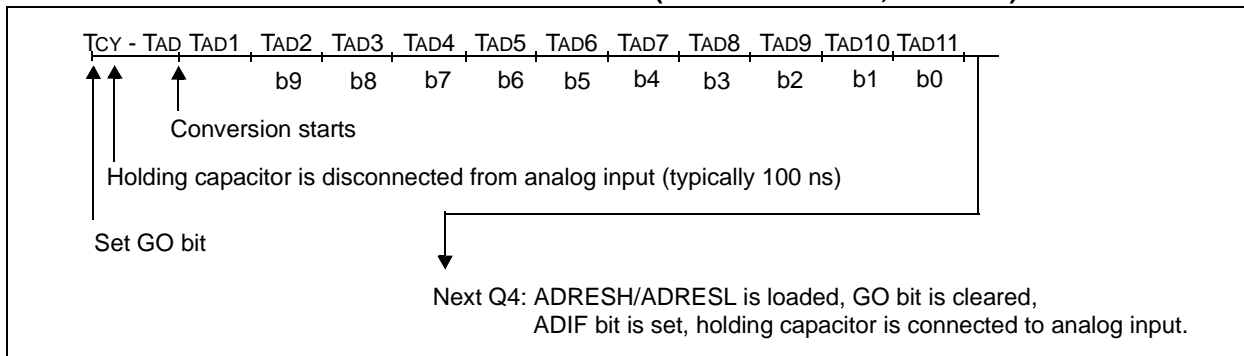 TCY - TAD TAD1 TAD2 TAD3 TAD4 TAD5 TAD6 TAD7 TAD8 TAD9 TAD10 TAD11
b9 b8 b7 b6 b5 b4 b3 b2 b1 b0
Conversion starts
Holding capacitor is disconnected from analog input (typically 100 ns)
Set GO bit
Next Q4: ADRESH/ADRESL is loaded, GO bit is cleared,
ADIF bit is set, holding capacitor is connected to analog input.